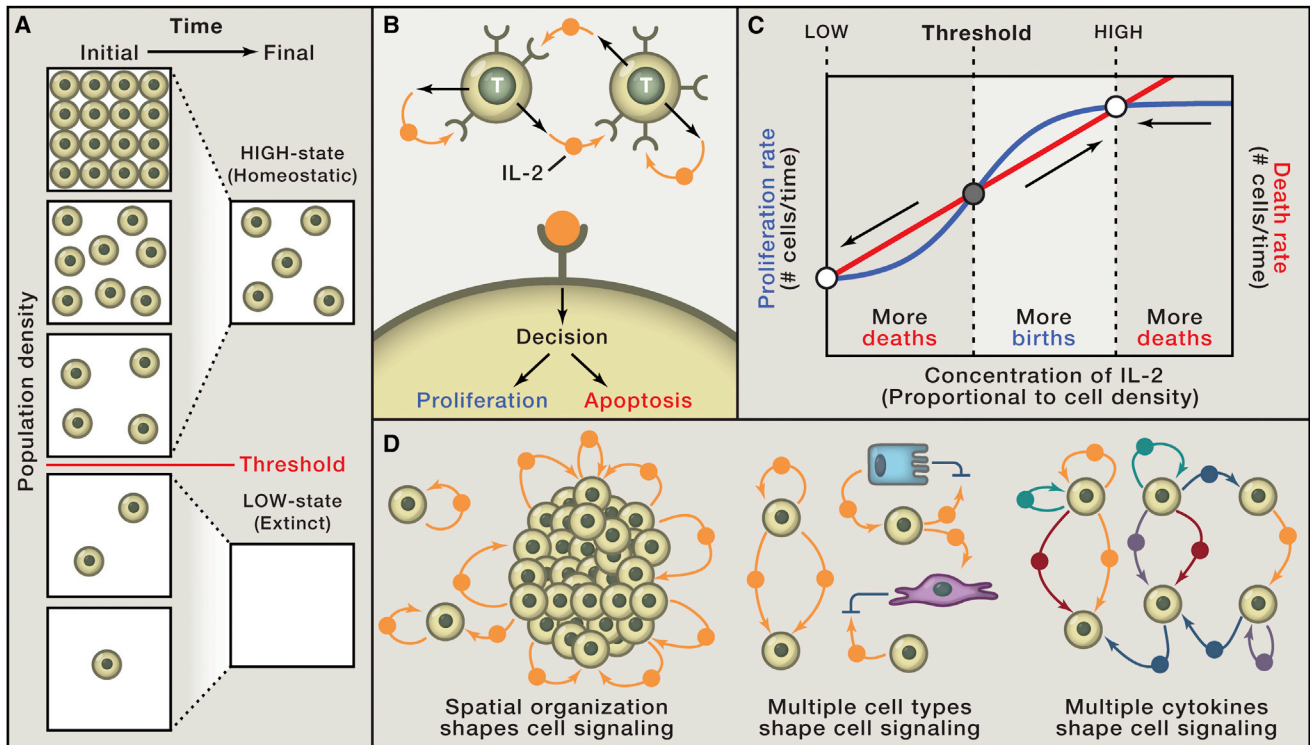 A
Time
Initial
Final
HIGH-state
(Homeostatic)
Population density
Threshold
LOW-state
(Extinct)
B
T
T
IL-2
Decision
Proliferation
Apoptosis
C
LOW
Threshold
HIGH
Proliferation rate
(# cells/time)
Death rate
(# cells/time)
More
deaths
More
births
More
deaths
Concentration of IL-2
(Proportional to cell density)
D
Spatial organization
shapes cell signaling
Multiple cell types
shape cell signaling
Multiple cytokines
shape cell signaling